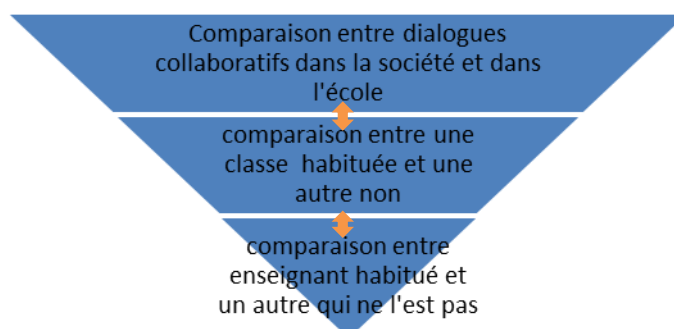 Comparaison entre dialogues
collaboratifs dans la société et dans
l'école
comparaison entre une
classe habituée et une
autre non
comparaison entre
enseignant habitué et
un autre qui ne l'est pas